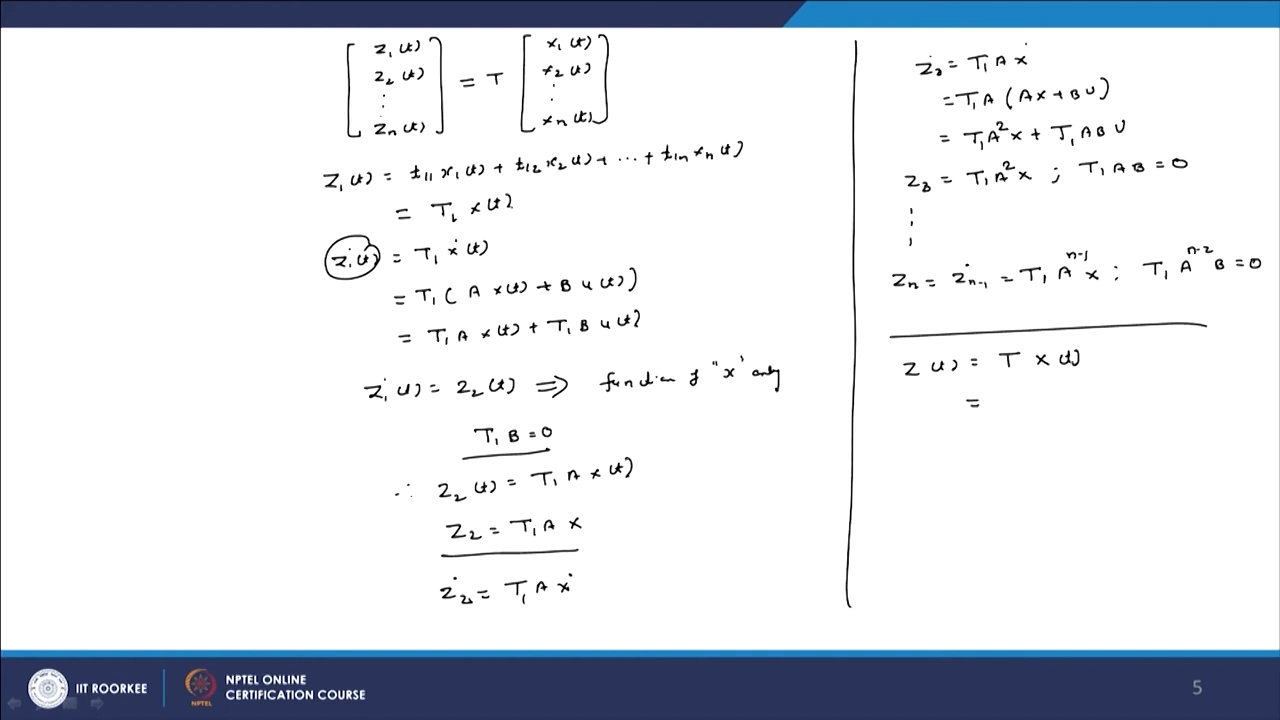 [ z₁(t) ] [ x₁(t) ]
[ z₂(t) ] = T [ x₂(t) ]
[ ⋮ ] [ ⋮ ]
[ zₙ(t) ] [ xₙ(t) ]
z₁(t) = t₁₁ x₁(t) + t₁₂ x₂(t) + ⋯ + t₁ₙ xₙ(t)
= T₁ x(t)
ż₁(t) = T₁ ẋ(t)
= T₁ ( A x(t) + B u(t) )
= T₁ A x(t) + T₁ B u(t)
ż₁(t) = z₂(t) ⇒ function of "x" only
T₁ B = 0
∴ z₂(t) = T₁ A x(t)
z₂ = T₁ A x
ż₂ = T₁ A ẋ
ż₂ = T₁ A ẋ
= T₁ A ( Ax + BU )
= T₁ A² x + T₁ A B U
z₃ = T₁ A² x ; T₁ A B = 0
⋮
zₙ = żₙ₋₁ = T₁ Aⁿ⁻¹ x ; T₁ Aⁿ⁻² B = 0
z(t) = T x(t)
=
IIT ROORKEE
NPTEL ONLINE
CERTIFICATION COURSE
NPTEL
5